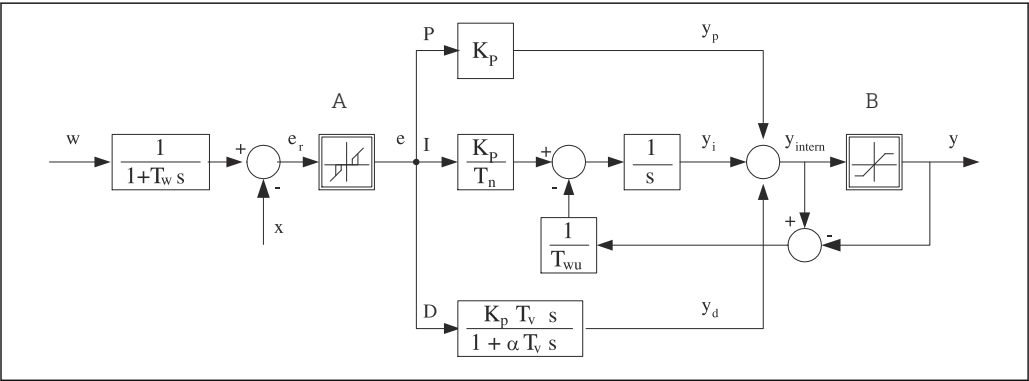 P
K_P
y_p
A
B
w
1
1+T_w s
+
-
x
e_r
e
I
K_P
T_n
+
-
1
s
y_i
y_intern
y
1
T_wu
+
-
D
K_p T_v s
1 + α T_v s
y_d